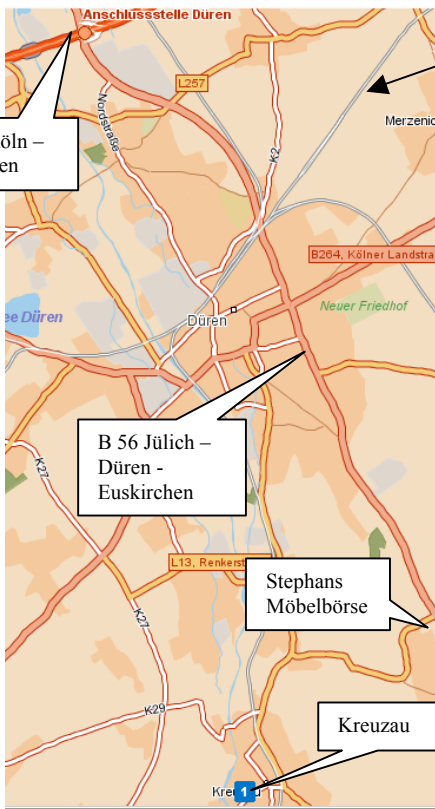 Anschlussstelle Düren
L257
Nordstraße
K2
Merzenic
öln –
en
B264, Kölner Landstra
Neuer Friedhof
ee Düren
Düren
B 56 Jülich –
Düren -
Euskirchen
K27
L13, Renkerst
Stephans
Möbelbörse
K27
K29
Kreuzau
Kre
1